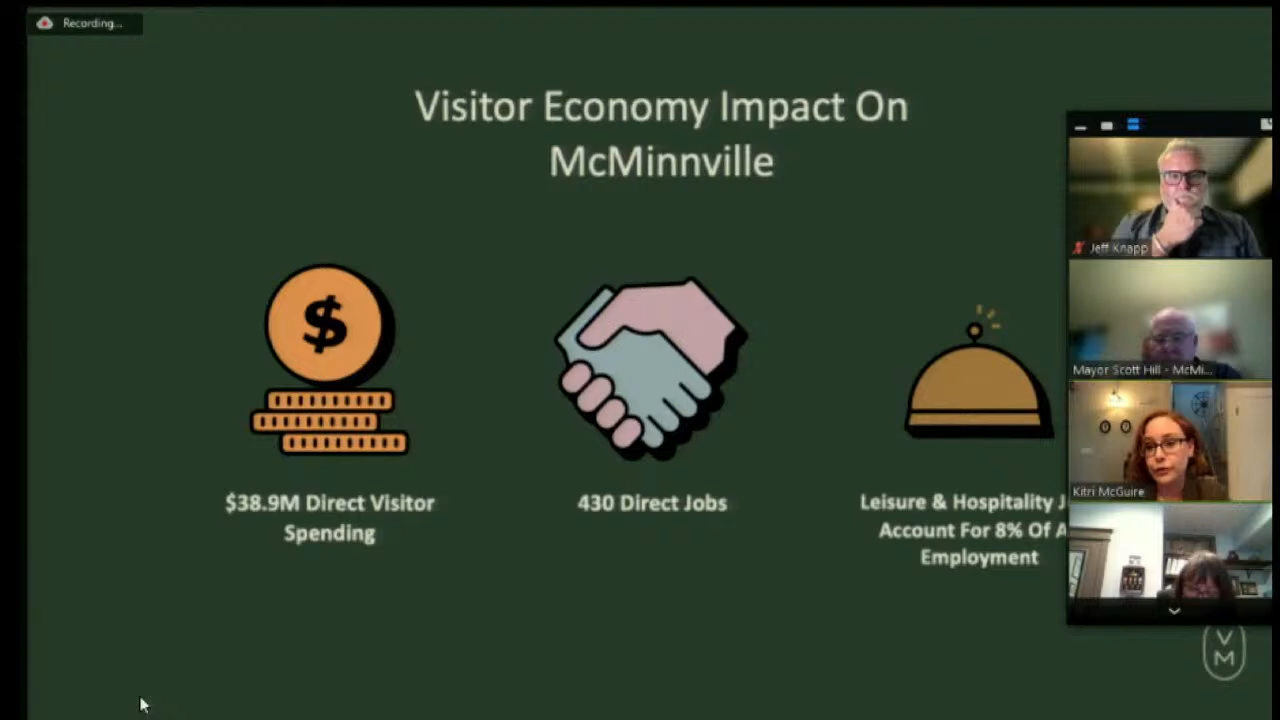 Recording...
Visitor Economy Impact On
McMinnville
$
$38.9M Direct Visitor
Spending
430 Direct Jobs
Leisure & Hospitality
Account For 8% Of
Employment
Jeff Knapp
Mayor Scott Hill - McMi...
Kitri McGuire
V
M